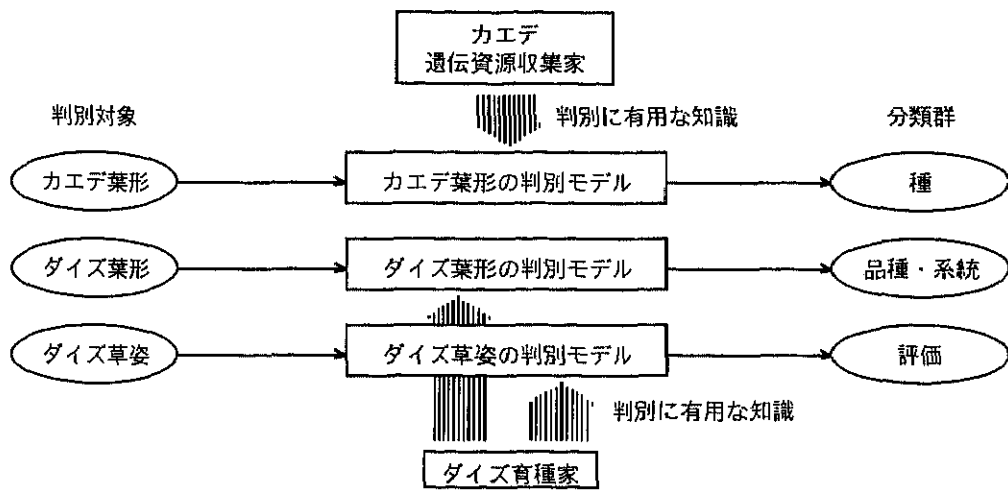 カエデ
遺伝資源収集家
判別対象
判別に有用な知識
分類群
カエデ葉形
カエデ葉形の判別モデル
種
ダイズ葉形
ダイズ葉形の判別モデル
品種・系統
ダイズ草姿
ダイズ草姿の判別モデル
評価
判別に有用な知識
ダイズ育種家